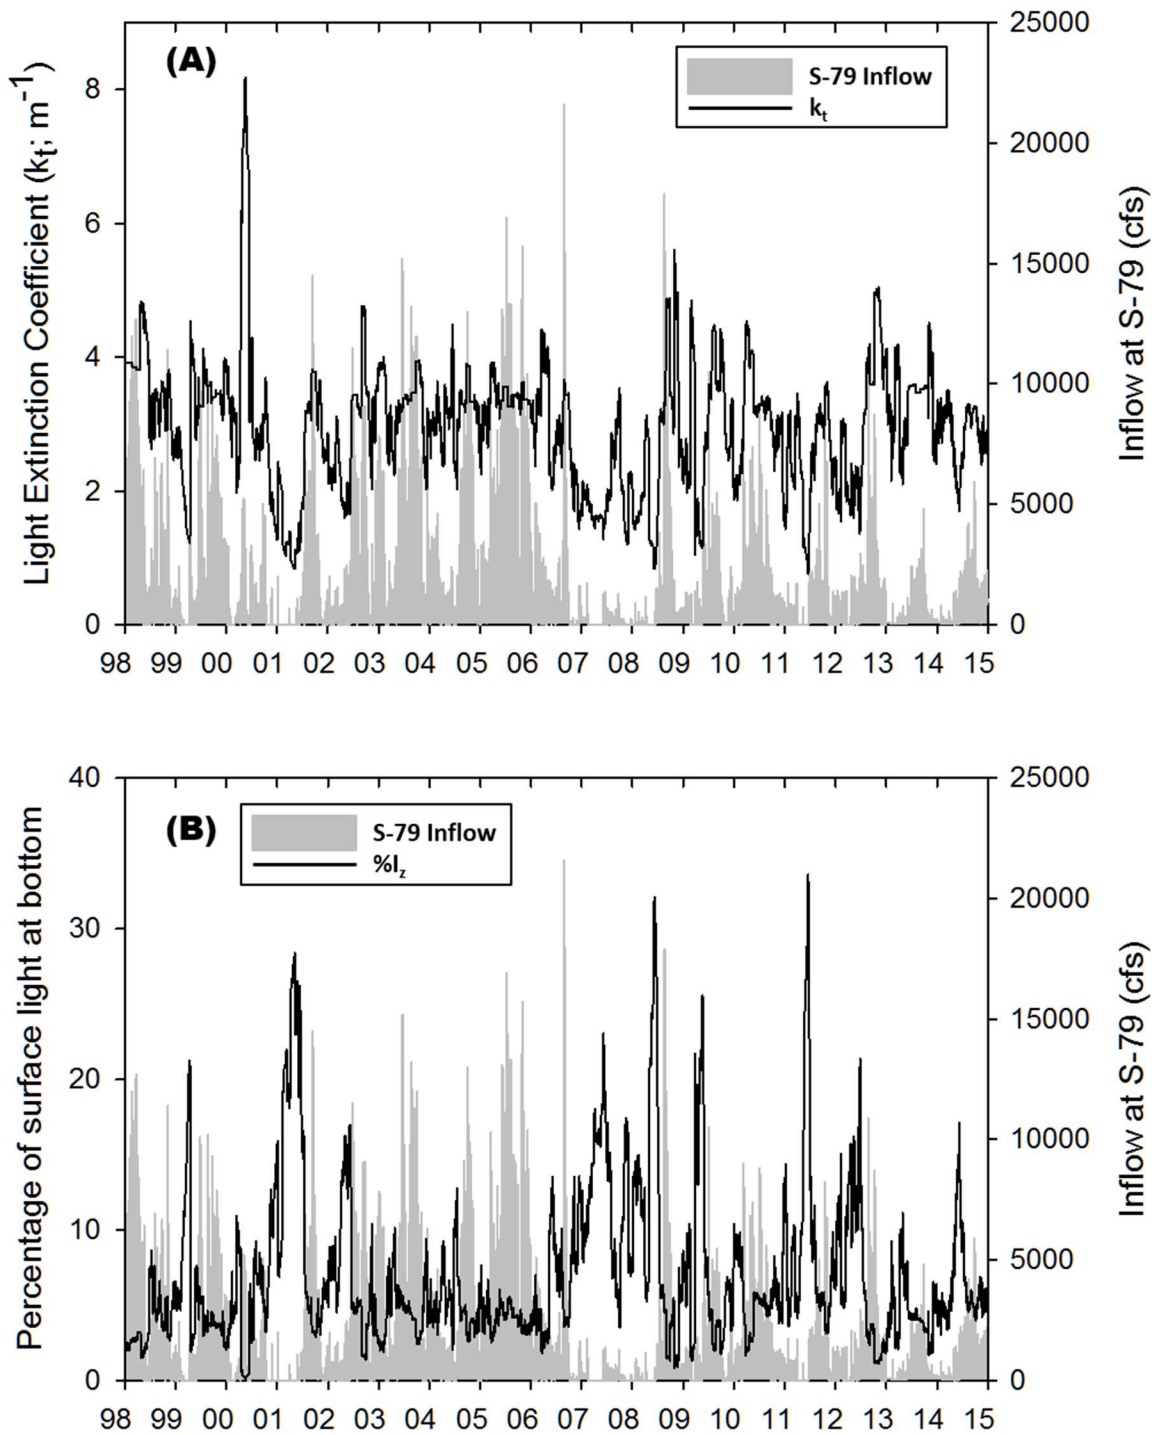 (A)
S-79 Inflow
kt
Light Extinction Coefficient (kt; m-1)
8
6
4
2
0
25000
20000
15000
10000
5000
0
Inflow at S-79 (cfs)
98 99 00 01 02 03 04 05 06 07 08 09 10 11 12 13 14 15
(B)
S-79 Inflow
%Iz
Percentage of surface light at bottom
40
30
20
10
0
25000
20000
15000
10000
5000
0
Inflow at S-79 (cfs)
98 99 00 01 02 03 04 05 06 07 08 09 10 11 12 13 14 15